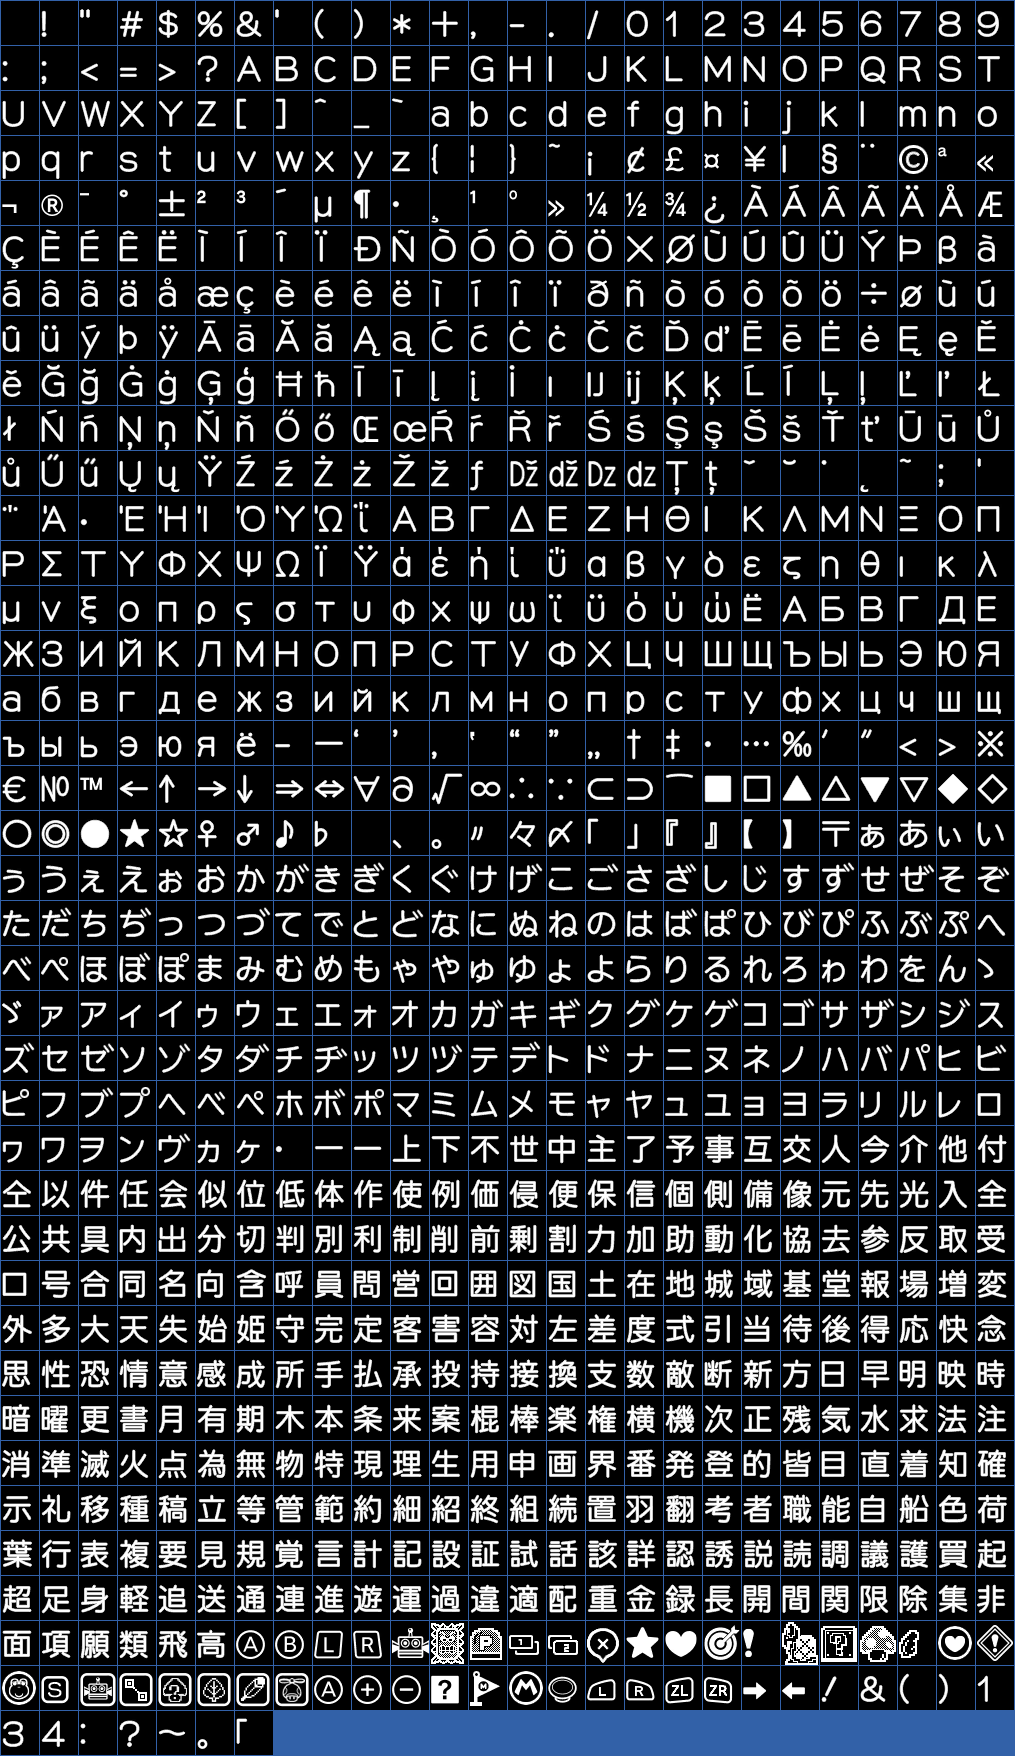 ! " # $ % & ' ( ) * + , - . / 0 1 2 3 4 5 6 7 8 9
: ; < = > ? A B C D E F G H I J K L M N O P Q R S T
U V W X Y Z [ ] ^ _ ` a b c d e f g h i j k l m n o
p q r s t u v w x y z { ¦ } ~ ¡ ¢ £ ¤ ¥ | § ¨ © ª «
¬ ® ¯ ° ± ² ³ ´ µ ¶ · ¸ ¹ º » ¼ ½ ¾ ¿ À Á Â Ã Ä Å Æ
Ç È É Ê Ë Ì Í Î Ï Ð Ñ Ò Ó Ô Õ Ö × Ø Ù Ú Û Ü Ý Þ ß à
á â ã ä å æ ç è é ê ë ì í î ï ð ñ ò ó ô õ ö ÷ ø ù ú
û ü ý þ ÿ Ā ā Ă ă Ą ą Ć ć Ċ ċ Č č Ď ď Ē ē Ė ė Ę ę Ě
ě Ğ ğ Ġ ġ Ģ ģ Ħ ħ Ī ī Į į İ ı Ĳ ĳ Ķ ķ Ĺ ĺ Ļ ļ Ľ ľ Ł
ł Ń ń Ņ ņ Ň ň Ő ő Œ œ Ŕ ŕ Ř ř Ś ś Ş ş Š š Ť ť Ū ū Ů
ů Ű ű Ų ų Ÿ Ź ź Ż ż Ž ž ƒ ǅ ǆ ǲ ǳ Ț ț ˇ ˘ ˙ ˛ ˜ ; ΄
΅ Ά · Έ Ή Ί Ό Ύ Ώ ΐ Α Β Γ Δ Ε Ζ Η Θ Ι Κ Λ Μ Ν Ξ Ο Π
Ρ Σ Τ Υ Φ Χ Ψ Ω Ϊ Ϋ ά έ ή ί ΰ α β γ δ ε ζ η θ ι κ λ
μ ν ξ ο π ρ ς σ τ υ φ χ ψ ω ϊ ϋ ό ύ ώ Ё А Б В Г Д Е
Ж З И Й К Л М Н О П Р С Т У Ф Х Ц Ч Ш Щ Ъ Ы Ь Э Ю Я
а б в г д е ж з и й к л м н о п р с т у ф х ц ч ш щ
ъ ы ь э ю я ё – — ‘ ’ ‚ ‛ “ ” „ † ‡ • … ‰ ′ ″ ‹ › ※
€ № ™ ← ↑ → ↓ ⇒ ⇔ ∀ ∂ √ ∞ ∴ ∵ ⊂ ⊃ ⌒ ■ □ ▲ △ ▼ ▽ ◆ ◇
○ ◎ ● ★ ☆ ♀ ♂ ♪ ♭ 、 。 〃 々 〆 「 」 『 』 【 】 〒 ぁ あ ぃ い
ぅ う ぇ え ぉ お か が き ぎ く ぐ け げ こ ご さ ざ し じ す ず せ ぜ そ ぞ
た だ ち ぢ っ つ づ て で と ど な に ぬ ね の は ば ぱ ひ び ぴ ふ ぶ ぷ へ
べ ぺ ほ ぼ ぽ ま み む め も ゃ や ゅ ゆ ょ よ ら り る れ ろ ゎ わ を ん ゝ
ゞ ァ ア ィ イ ゥ ウ ェ エ ォ オ カ ガ キ ギ ク グ ケ ゲ コ ゴ サ ザ シ ジ ス
ズ セ ゼ ソ ゾ タ ダ チ ヂ ッ ツ ヅ テ デ ト ド ナ ニ ヌ ネ ノ ハ バ パ ヒ ビ
ピ フ ブ プ ヘ ベ ペ ホ ボ ポ マ ミ ム メ モ ャ ヤ ュ ユ ョ ヨ ラ リ ル レ ロ
ヮ ワ ヲ ン ヴ ヵ ヶ ・ ー 一 上 下 不 世 中 主 了 予 事 互 交 人 今 介 他 付
仝 以 件 任 会 似 位 低 体 作 使 例 価 侵 便 保 信 個 側 備 像 元 先 光 入 全
公 共 具 内 出 分 切 判 別 利 制 削 前 剰 割 力 加 助 動 化 協 去 参 反 取 受
口 号 合 同 名 向 含 呼 員 問 営 回 囲 図 国 土 在 地 城 域 基 堂 報 場 増 変
外 多 大 天 失 始 姫 守 完 定 客 害 容 対 左 差 度 式 引 当 待 後 得 応 快 念
思 性 恐 情 意 感 成 所 手 払 承 投 持 接 換 支 数 敵 断 新 方 日 早 明 映 時
暗 曜 更 書 月 有 期 木 本 条 来 案 棍 棒 楽 権 横 機 次 正 残 気 水 求 法 注
消 準 滅 火 点 為 無 物 特 現 理 生 用 申 画 界 番 発 登 的 皆 目 直 着 知 確
示 礼 移 種 稿 立 等 管 範 約 細 紹 終 組 続 置 羽 翻 考 者 職 能 自 船 色 荷
葉 行 表 複 要 見 規 覚 言 計 記 設 証 試 話 該 詳 認 誘 説 読 調 議 護 買 起
超 足 身 軽 追 送 通 連 進 遊 運 過 違 適 配 重 金 録 長 開 間 関 限 除 集 非
面 項 願 類 飛 高 A B L R P 1 2 × ★ ! ? !
S A + − ? M M L R ZL ZR → ← ! & ( ) 1
3 4 : ? ～ 。 「